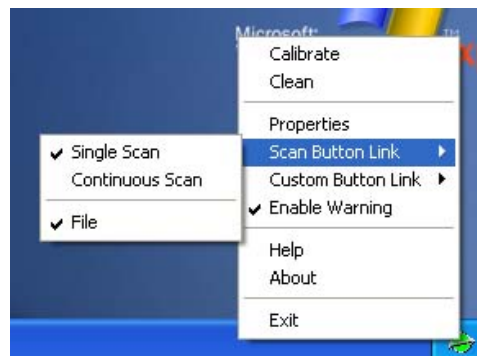 Microsoft
TM
Calibrate
Clean
Properties
Scan Button Link
Custom Button Link
Enable Warning
Help
About
Exit
Single Scan
Continuous Scan
File